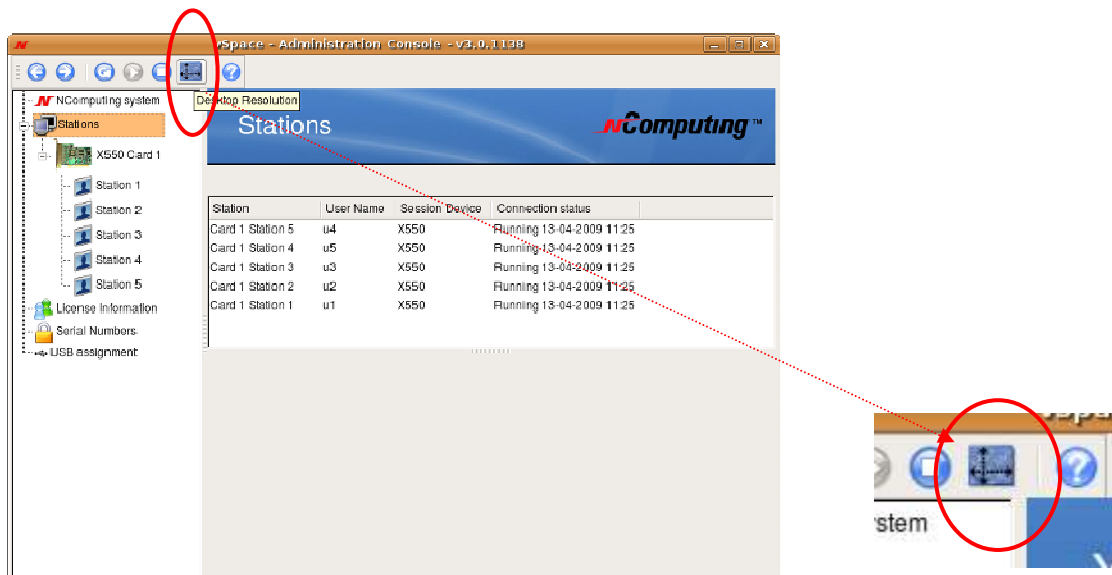 vSpace - Administration Console - v3.0.1138
Desktop Resolution
NComputing system
Stations
X550 Card 1
Station 1
Station 2
Station 3
Station 4
Station 5
License Information
Serial Numbers
USB assignment
Stations
NComputing™
Station User Name Session Device Connection status
Card 1 Station 5 u4 X550 Running 13-04-2009 11:25
Card 1 Station 4 u5 X550 Running 13-04-2009 11:25
Card 1 Station 3 u3 X550 Running 13-04-2009 11:25
Card 1 Station 2 u2 X550 Running 13-04-2009 11:25
Card 1 Station 1 u1 X550 Running 13-04-2009 11:25
stem